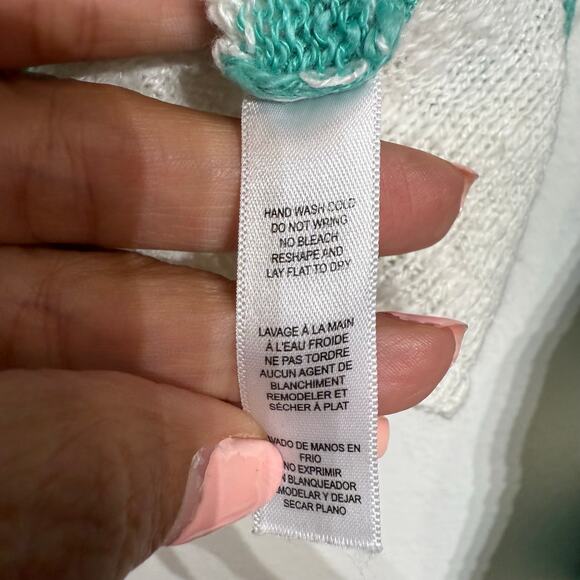 HAND WASH COLD
DO NOT WRING
NO BLEACH
RESHAPE AND
LAY FLAT TO DRY
LAVAGE À LA MAIN
À L'EAU FROIDE
NE PAS TORDRE
AUCUN AGENT DE
BLANCHIMENT
REMODELER ET
SÉCHER À PLAT
DE MANOS EN
FRIO
NO EXPRIMIR
BLANQUEADOR
Y DEJAR
SECAR PLANO